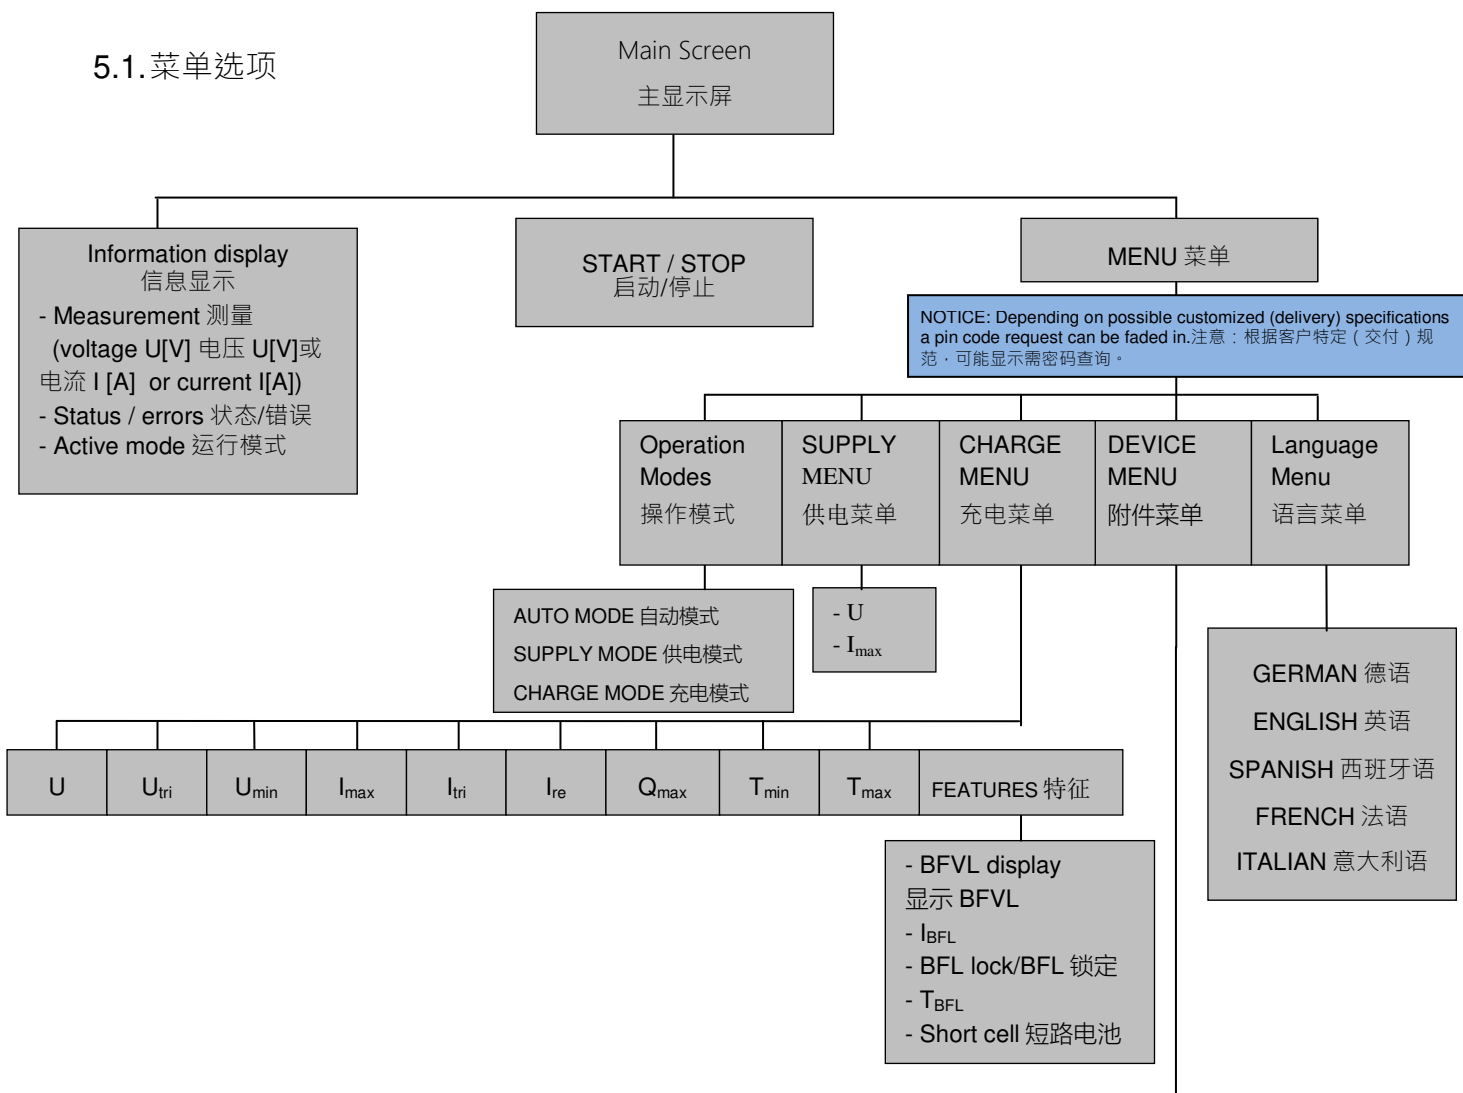 5.1.菜单选项
Main Screen
主显示屏
Information display
信息显示
- Measurement 测量
(voltage U[V] 电压 U[V]或
电流 I [A] or current I[A])
- Status / errors 状态/错误
- Active mode 运行模式
START / STOP
启动/停止
MENU 菜单
NOTICE: Depending on possible customized (delivery) specifications
a pin code request can be faded in.注意：根据客户特定（交付）规
范，可能显示需密码查询。
Operation
Modes
操作模式
SUPPLY
MENU
供电菜单
CHARGE
MENU
充电菜单
DEVICE
MENU
附件菜单
Language
Menu
语言菜单
AUTO MODE 自动模式
SUPPLY MODE 供电模式
CHARGE MODE 充电模式
- U
- Imax
GERMAN 德语
ENGLISH 英语
SPANISH 西班牙语
FRENCH 法语
ITALIAN 意大利语
U
Utri
Umin
Imax
Itri
Ire
Qmax
Tmin
Tmax
FEATURES 特征
- BFVL display
显示 BFVL
- IBFL
- BFL lock/BFL 锁定
- TBFL
- Short cell 短路电池